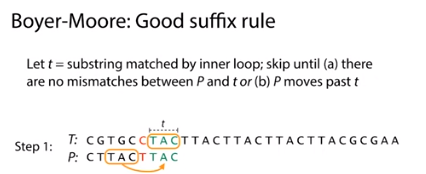 Boyer-Moore: Good suffix rule
Let t = substring matched by inner loop; skip until (a) there
are no mismatches between P and t or (b) P moves past t
t
Step 1:
T: CGTGCCTACTTACTTACTTACTTACGCGAA
P: CTTACTTAC